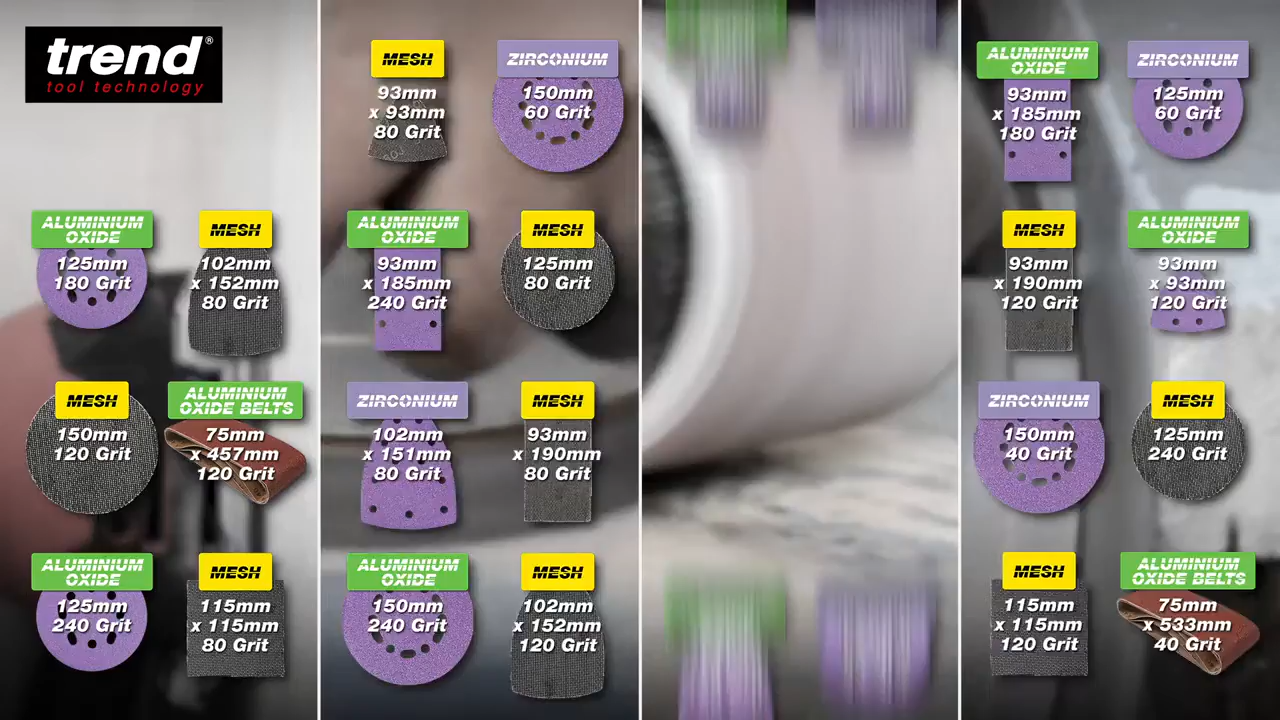 trend®
tool technology
ALUMINIUM
OXIDE
125mm
180 Grit
MESH
102mm
x 152mm
80 Grit
MESH
150mm
120 Grit
ALUMINIUM
OXIDE BELTS
75mm
x 457mm
120 Grit
ALUMINIUM
OXIDE
125mm
240 Grit
MESH
115mm
x 115mm
80 Grit
MESH
93mm
x 93mm
80 Grit
ZIRCONIUM
150mm
60 Grit
ALUMINIUM
OXIDE
93mm
x 185mm
240 Grit
MESH
125mm
80 Grit
ZIRCONIUM
102mm
x 151mm
80 Grit
MESH
93mm
x 190mm
80 Grit
ALUMINIUM
OXIDE
150mm
240 Grit
MESH
102mm
x 152mm
120 Grit
ALUMINIUM
OXIDE
93mm
x 185mm
180 Grit
ZIRCONIUM
125mm
60 Grit
MESH
93mm
x 190mm
120 Grit
ALUMINIUM
OXIDE
93mm
x 93mm
120 Grit
ZIRCONIUM
150mm
40 Grit
MESH
125mm
240 Grit
MESH
115mm
x 115mm
120 Grit
ALUMINIUM
OXIDE BELTS
75mm
x 533mm
40 Grit